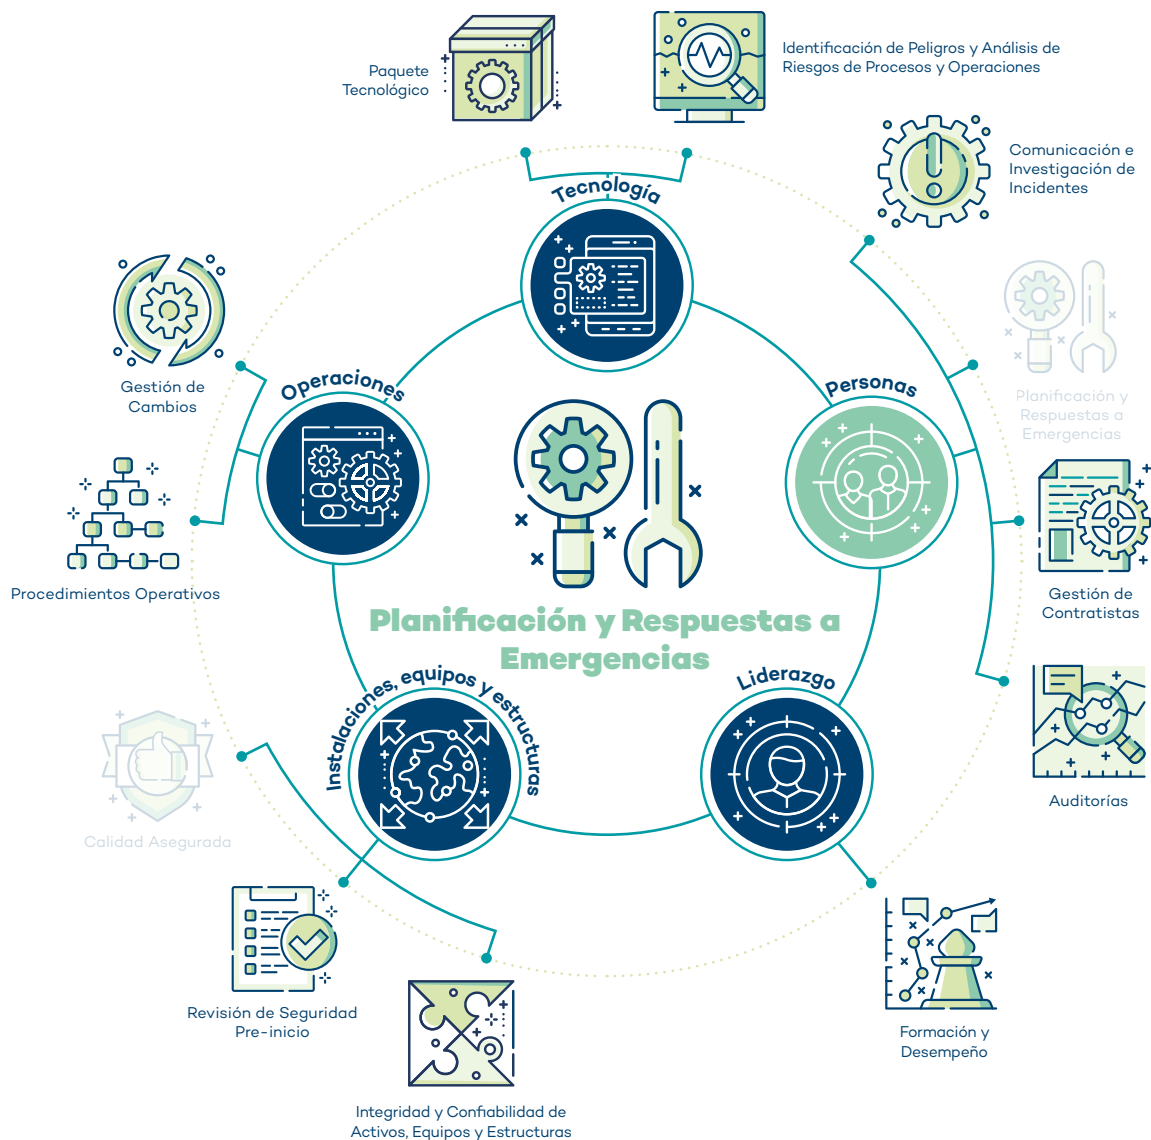 Paquete
Tecnológico
Identificación de Peligros y Análisis de
Riesgos de Procesos y Operaciones
Comunicación e
Investigación de
Incidentes
Tecnología
Planificación y
Respuestas a
Emergencias
Gestión de
Cambios
Operaciones
Personas
Procedimientos Operativos
Gestión de
Contratistas
Planificación y Respuestas a
Emergencias
Instalaciones, equipos y estructuras
Liderazgo
Auditorías
Calidad Asegurada
Revisión de Seguridad
Pre-inicio
Formación y
Desempeño
Integridad y Confiabilidad de
Activos, Equipos y Estructuras